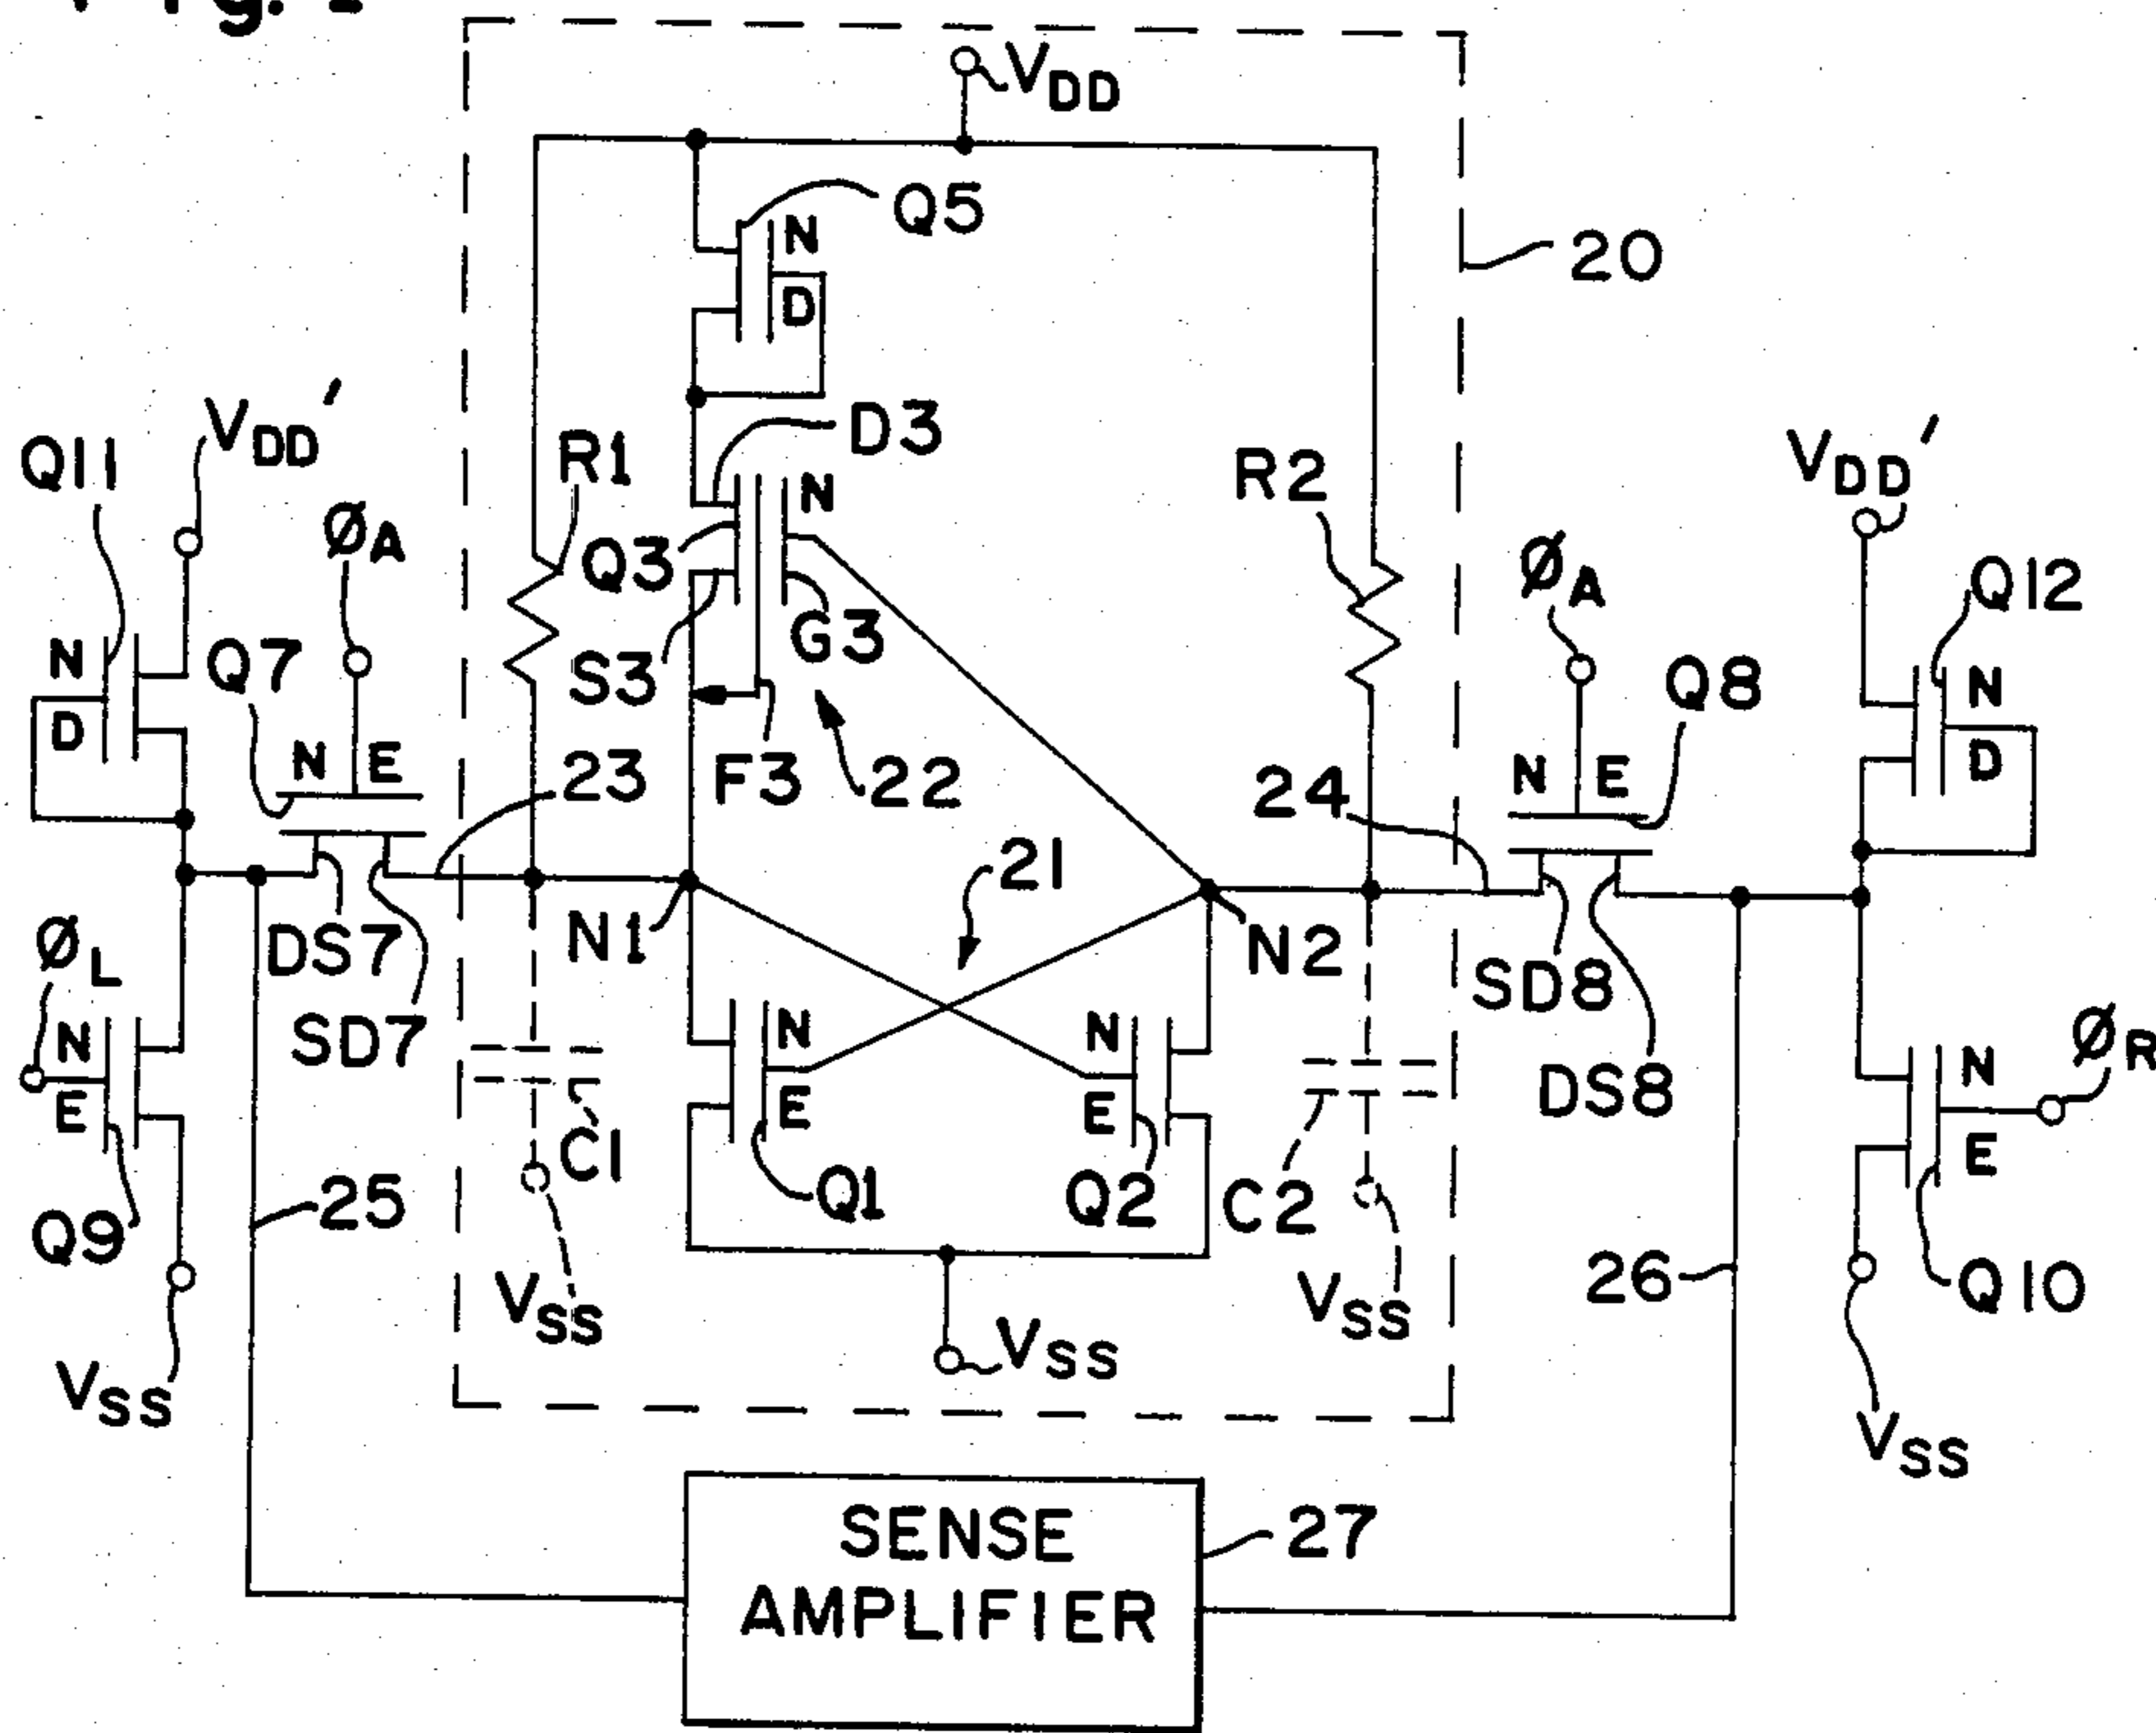 VDD
Q5
N
D
20
VDD'
Q11
D3
R1
R2
VDD'
ØA
N
Q3
ØA
Q12
N
Q7
S3
G3
Q8
N
D
N E
23
F3
22
24
N E
D
21
ØL
DS7
N1
N2
SD8
N
SD7
N
N
DS8
N
ØR
E
E
E
C1
E
25
Q1
Q2
C2
Q9
26
Q10
VSS
VSS
VSS
VSS
VSS
SENSE
AMPLIFIER
27